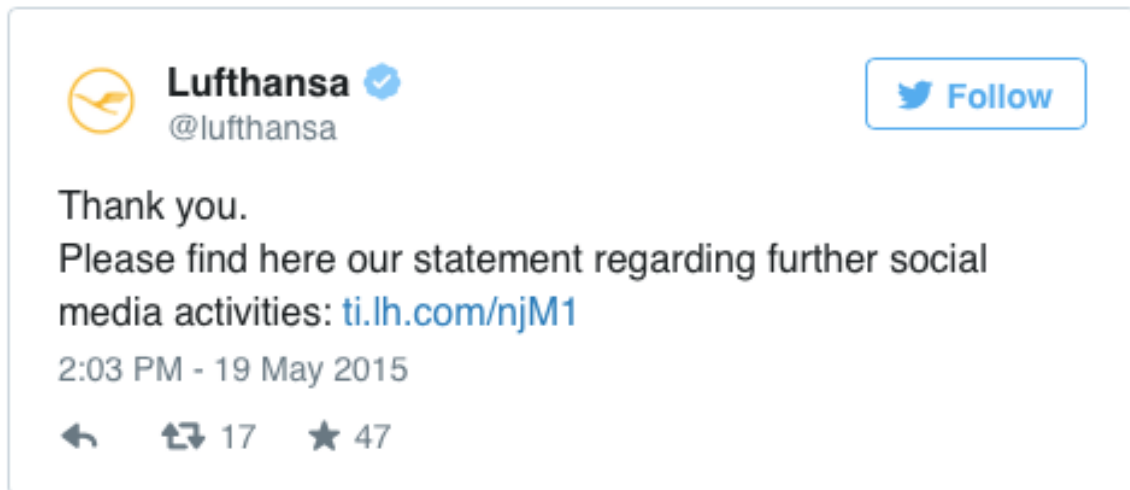 Lufthansa
@lufthansa
Follow
Thank you.
Please find here our statement regarding further social
media activities: ti.lh.com/njM1
2:03 PM - 19 May 2015
17 47